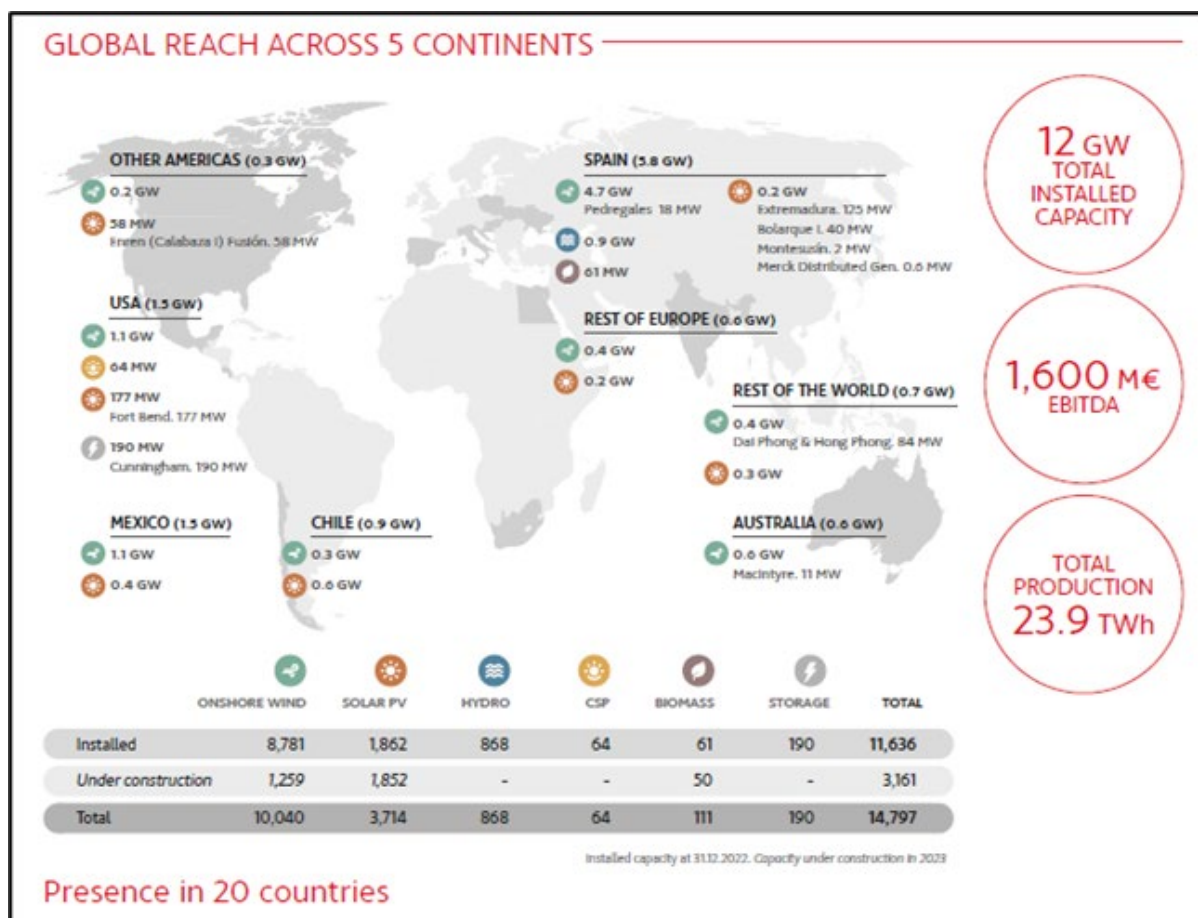 GLOBAL REACH ACROSS 5 CONTINENTS
OTHER AMERICAS (0.3 GW)
0.2 GW
58 MW
Enren (Calabaza I) Fusión. 58 MW
USA (1.5 GW)
1.1 GW
64 MW
177 MW
Fort Bend. 177 MW
190 MW
Cunningham. 190 MW
MEXICO (1.5 GW)
1.1 GW
0.4 GW
CHILE (0.9 GW)
0.3 GW
0.6 GW
SPAIN (5.8 GW)
4.7 GW
Pedregales 18 MW
0.9 GW
61 MW
0.2 GW
Extremadura. 125 MW
Bolarque I. 40 MW
Montesusín. 2 MW
Merck Distributed Gen. 0.6 MW
REST OF EUROPE (0.6 GW)
0.4 GW
0.2 GW
REST OF THE WORLD (0.7 GW)
0.4 GW
Dai Phong & Hong Phong. 84 MW
0.3 GW
AUSTRALIA (0.6 GW)
0.6 GW
MacIntyre. 11 MW
12 GW
TOTAL
INSTALLED
CAPACITY
1,600 M€
EBITDA
TOTAL
PRODUCTION
23.9 TWh
ONSHORE WIND SOLAR PV HYDRO CSP BIOMASS STORAGE TOTAL
Installed 8,781 1,862 868 64 61 190 11,636
Under construction 1,259 1,852 - - 50 - 3,161
Total 10,040 3,714 868 64 111 190 14,797
Installed capacity at 31.12.2022. Capacity under construction in 2023
Presence in 20 countries